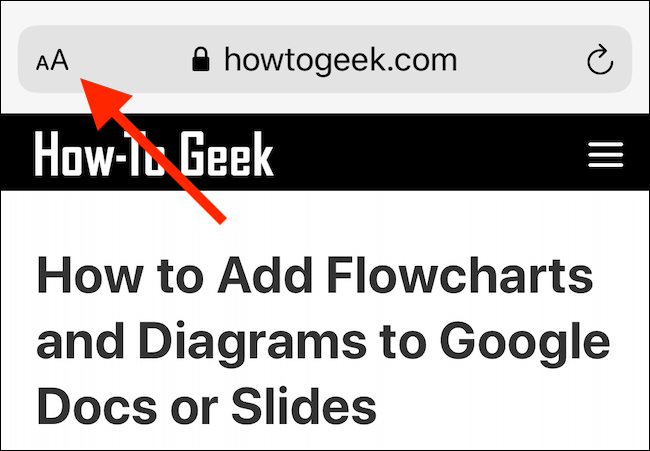 AA howtogeek.com
How-To Geek
How to Add Flowcharts
and Diagrams to Google
Docs or Slides